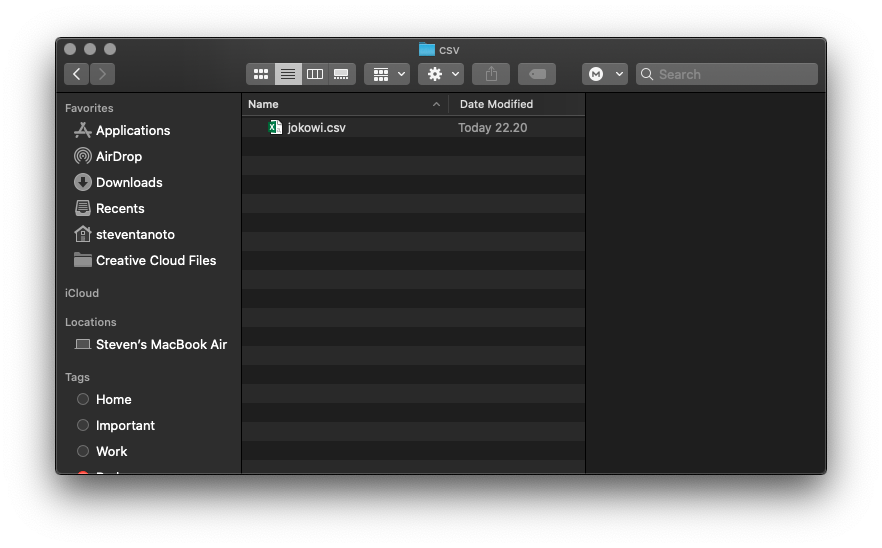 csv
M
Search
Favorites
Applications
AirDrop
Downloads
Recents
steventanoto
Creative Cloud Files
iCloud
Locations
Steven’s MacBook Air
Tags
Home
Important
Work
Name
Date Modified
jokowi.csv
Today 22.20